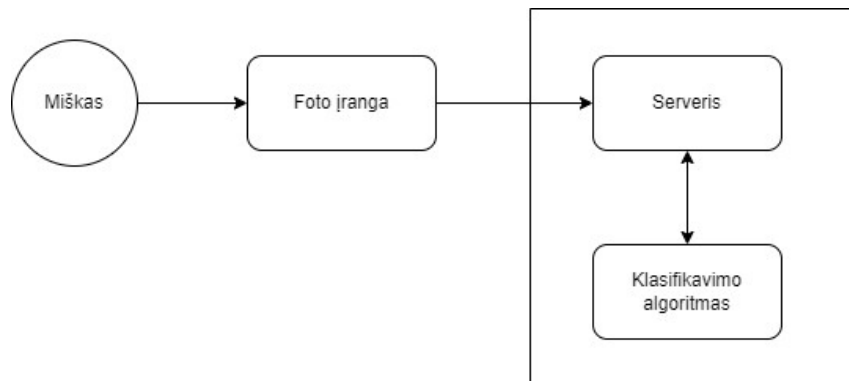 Miškas
Foto įranga
Serveris
Klasifikavimo
algoritmas